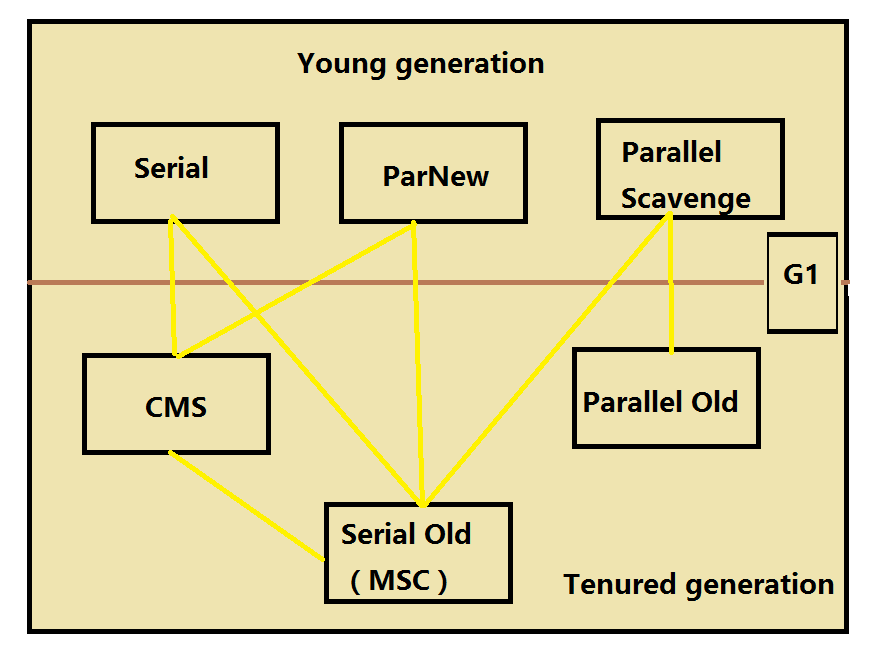 Young generation
Serial
ParNew
Parallel
Scavenge
G1
CMS
Parallel Old
Serial Old
（MSC）
Tenured generation